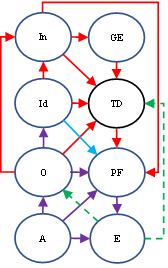 In GE
Id TD
O PF
A E